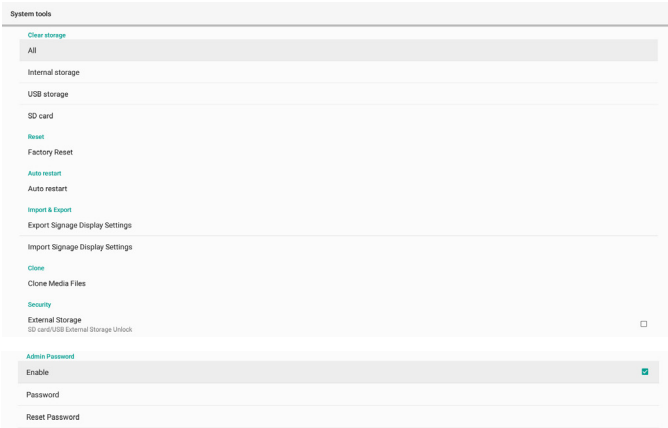 System tools
Clear storage
All
Internal storage
USB storage
SD card
Reset
Factory Reset
Auto restart
Auto restart
Import & Export
Export Signage Display Settings
Import Signage Display Settings
Clone
Clone Media Files
Security
External Storage
SD card/USB External Storage Unlock
Admin Password
Enable
Password
Reset Password